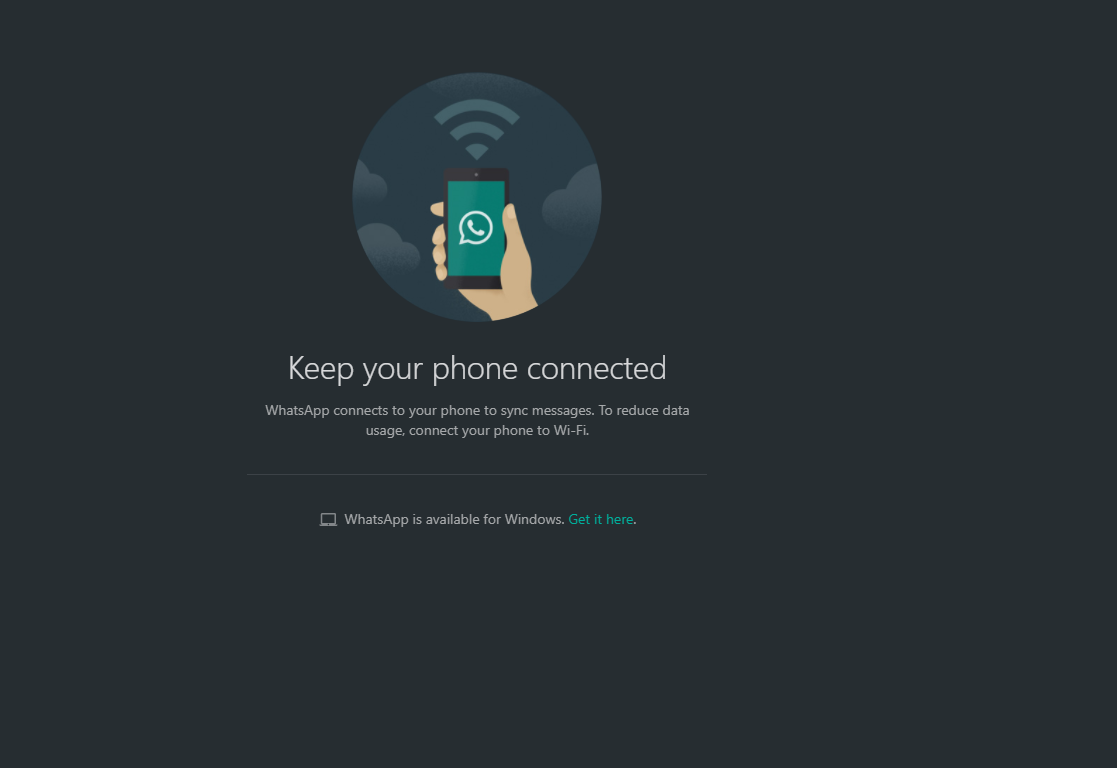 Keep your phone connected
WhatsApp connects to your phone to sync messages. To reduce data
usage, connect your phone to Wi-Fi.
WhatsApp is available for Windows. Get it here.